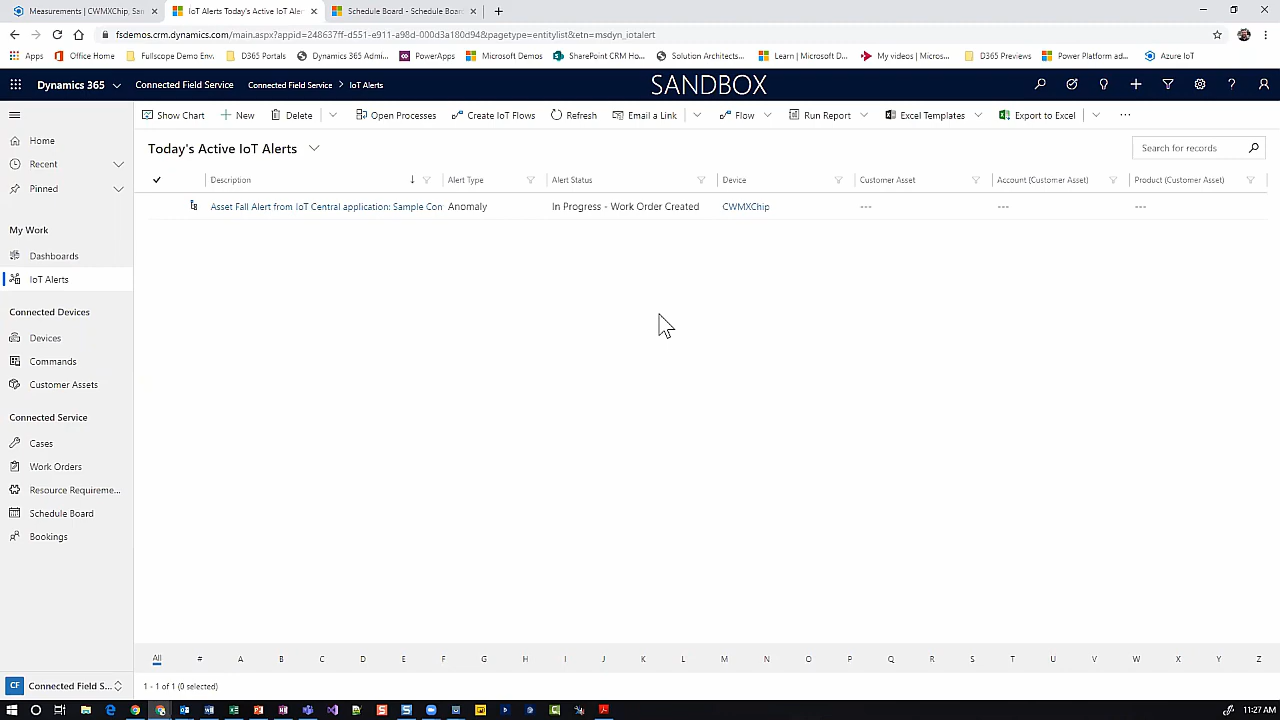 Measurements | CWMXChip, San
IoT Alerts Today's Active IoT Aler
Schedule Board - Schedule Boar
fsdemos.crm.dynamics.com/main.aspx?appid=248637ff-d551-e911-a98d-000d3a180d94&pagetype=entitylist&etn=msdyn_iotalert
Apps Office Home Fullscope Demo Env... D365 Portals Dynamics 365 Admi... PowerApps Microsoft Demos SharePoint CRM Ho... Solution Architects... Learn | Microsoft D... My videos | Micros... D365 Previews Power Platform ad... Azure IoT
Dynamics 365 Connected Field Service Connected Field Service > IoT Alerts SANDBOX
Show Chart New Delete Open Processes Create IoT Flows Refresh Email a Link Flow Run Report Excel Templates Export to Excel
Home
Recent
Pinned
My Work
Dashboards
IoT Alerts
Connected Devices
Devices
Commands
Customer Assets
Connected Service
Cases
Work Orders
Resource Requireme...
Schedule Board
Bookings
CF Connected Field S...
Today's Active IoT Alerts
Search for records
Description Alert Type Alert Status Device Customer Asset Account (Customer Asset) Product (Customer Asset)
Asset Fall Alert from IoT Central application: Sample Con Anomaly In Progress - Work Order Created CWMXChip --- --- ---
All # A B C D E F G H I J K L M N O P Q R S T U V W X Y Z
1 - 1 of 1 (0 selected)
11:27 AM